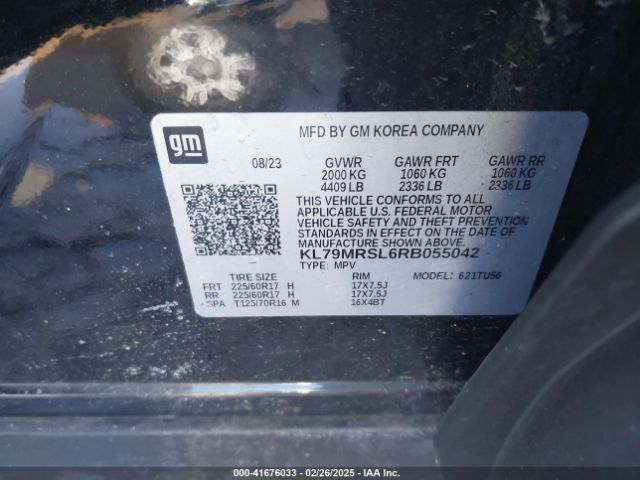 gm
MFD BY GM KOREA COMPANY
08/23 GVWR GAWR FRT GAWR RR
2000 KG 1060 KG 1060 KG
4409 LB 2336 LB 2336 LB
THIS VEHICLE CONFORMS TO ALL
APPLICABLE U.S. FEDERAL MOTOR
VEHICLE SAFETY AND THEFT PREVENTION
STANDARDS IN EFFECT ON THE DATE OF
MANUFACTURE SHOWN ABOVE.
KL79MRSL6RB055042
TYPE: MPV MODEL: 621TU56
TIRE SIZE RIM
FRT 225/60R17 H 17X7.5J
RR 225/60R17 H 17X7.5J
SPA T125/70R16 M 16X4BT
000-41676033 - 02/26/2025 - IAA Inc.